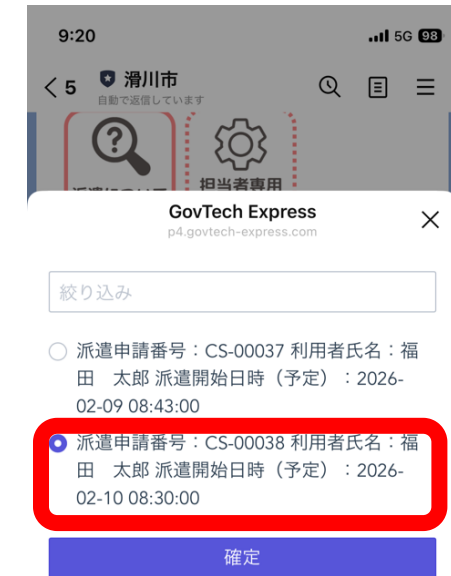 9:20
5G 98
5 滑川市
自動で返信しています
担当者専用
GovTech Express
p4.govtech-express.com
絞り込み
派遣申請番号：CS-00037 利用者氏名：福
田　太郎 派遣開始日時（予定）：2026-
02-09 08:43:00
派遣申請番号：CS-00038 利用者氏名：福
田　太郎 派遣開始日時（予定）：2026-
02-10 08:30:00
確定